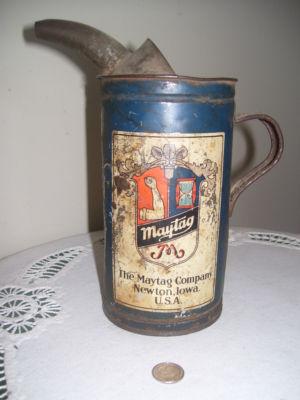 Maytag
M
The Maytag Company
Newton, Iowa.
U.S.A.